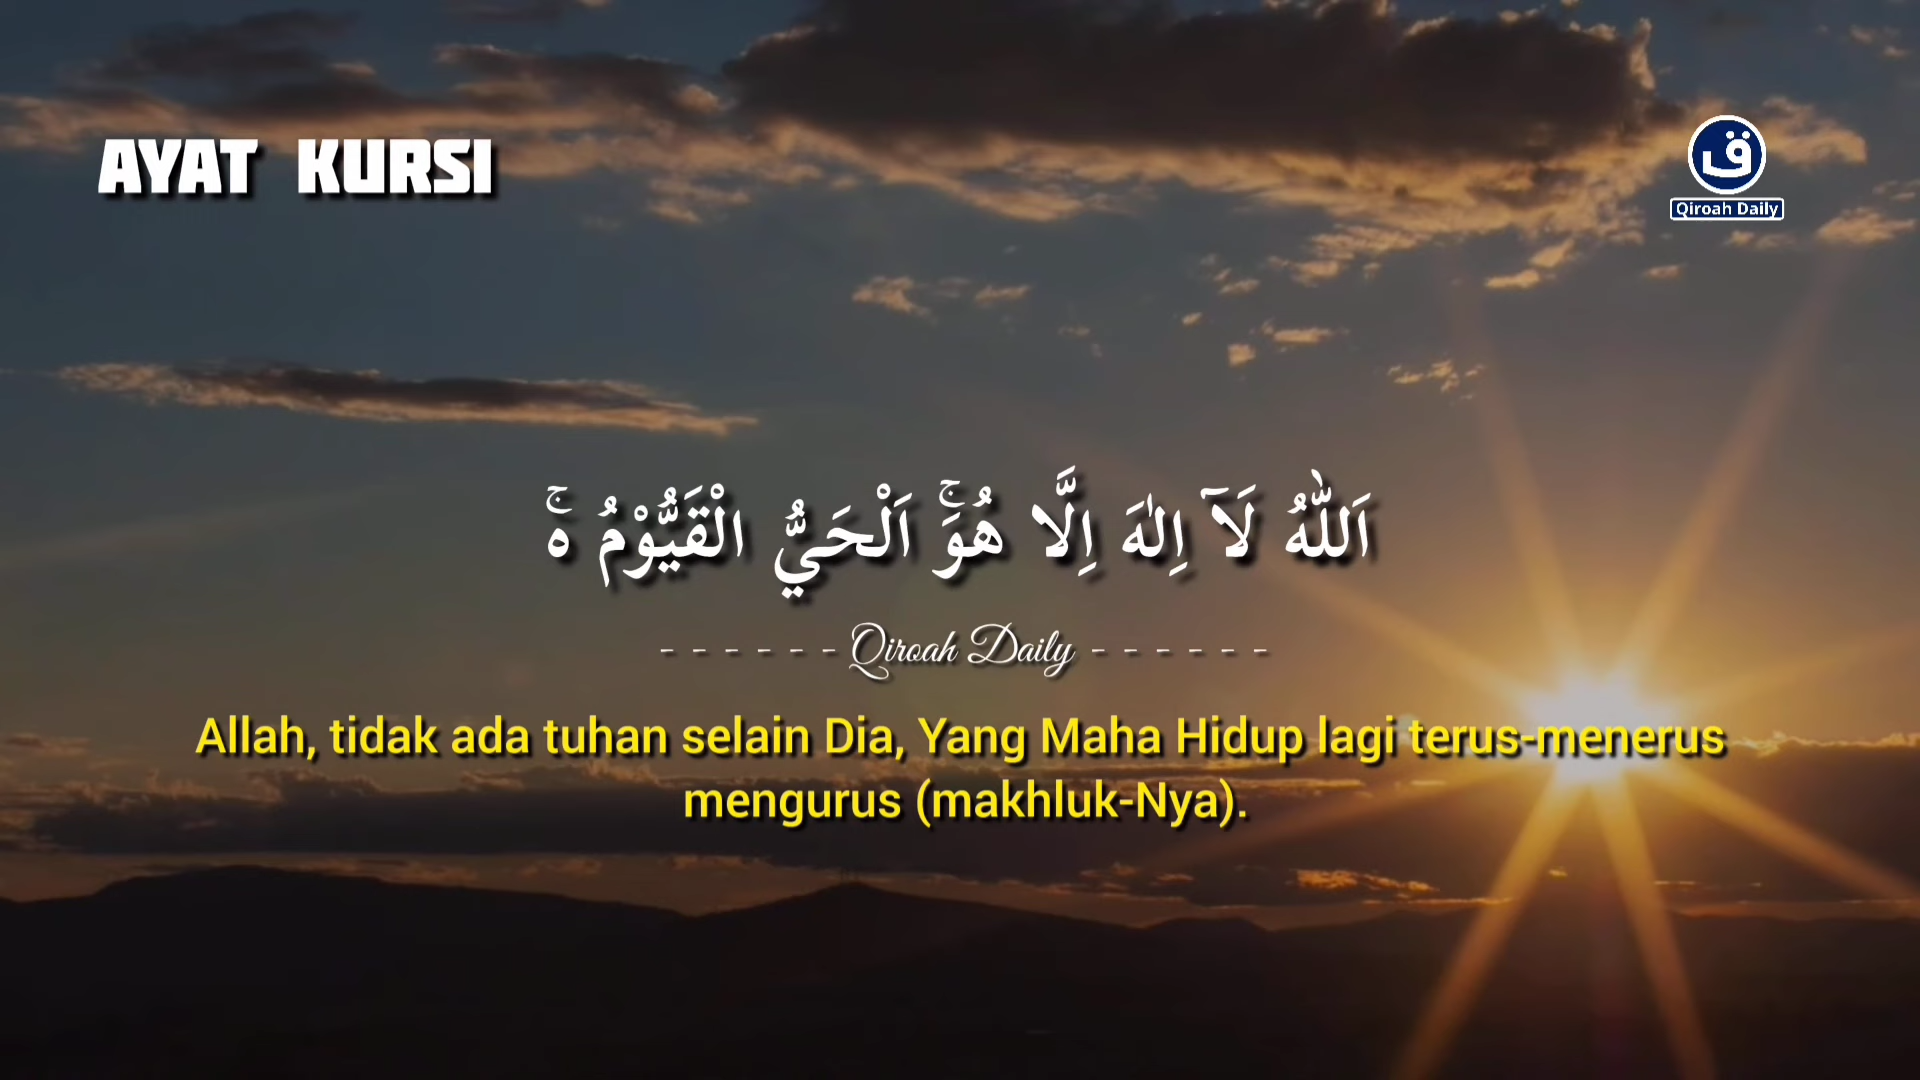 AYAT KURSI
ق
Qiroah Daily
اَللّٰهُ لَآ اِلٰهَ اِلَّا هُوَۚ اَلْحَيُّ الْقَيُّوْمُ ەۚ
- - - - - - Qiroah Daily - - - - - -
Allah, tidak ada tuhan selain Dia, Yang Maha Hidup lagi terus-menerus
mengurus (makhluk-Nya).